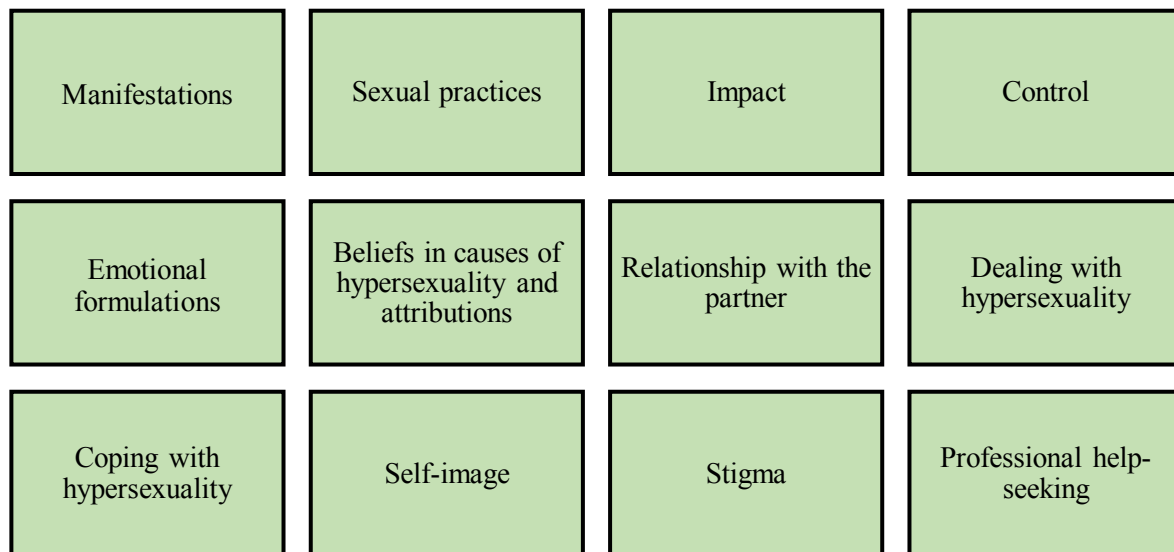 Manifestations
Sexual practices
Impact
Control
Emotional
formulations
Beliefs in causes of
hypersexuality and
attributions
Relationship with the
partner
Dealing with
hypersexuality
Coping with
hypersexuality
Self-image
Stigma
Professional help-
seeking